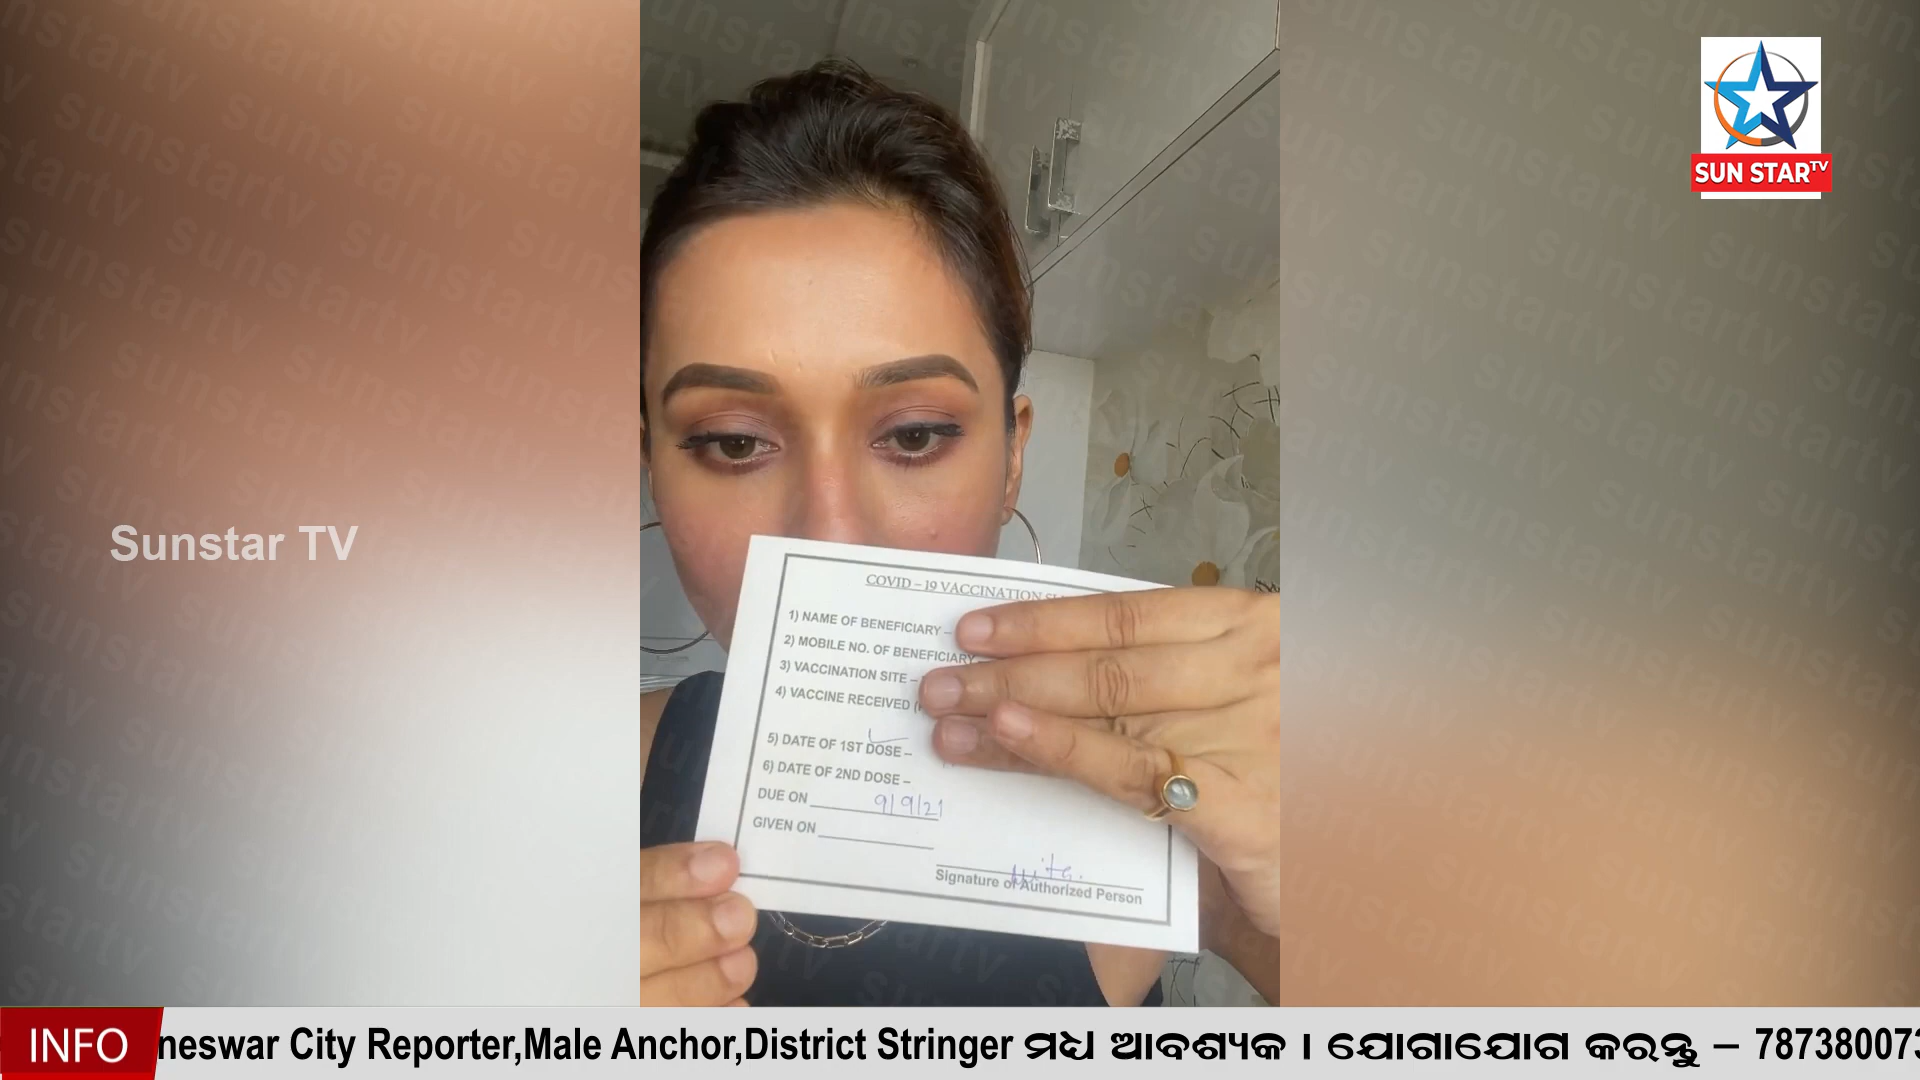 SUN STAR TV
Sunstar TV
COVID – 19 VACCINATION
1) NAME OF BENEFICIARY –
2) MOBILE NO. OF BENEFICIARY
3) VACCINATION SITE –
4) VACCINE RECEIVED
5) DATE OF 1ST DOSE –
6) DATE OF 2ND DOSE –
DUE ON 9/9/21
GIVEN ON
Signature of Authorized Person
INFO neswar City Reporter,Male Anchor,District Stringer ମଧ୍ୟ ଆବଶ୍ୟକ । ଯୋଗାଯୋଗ କରନ୍ତୁ – 787380073